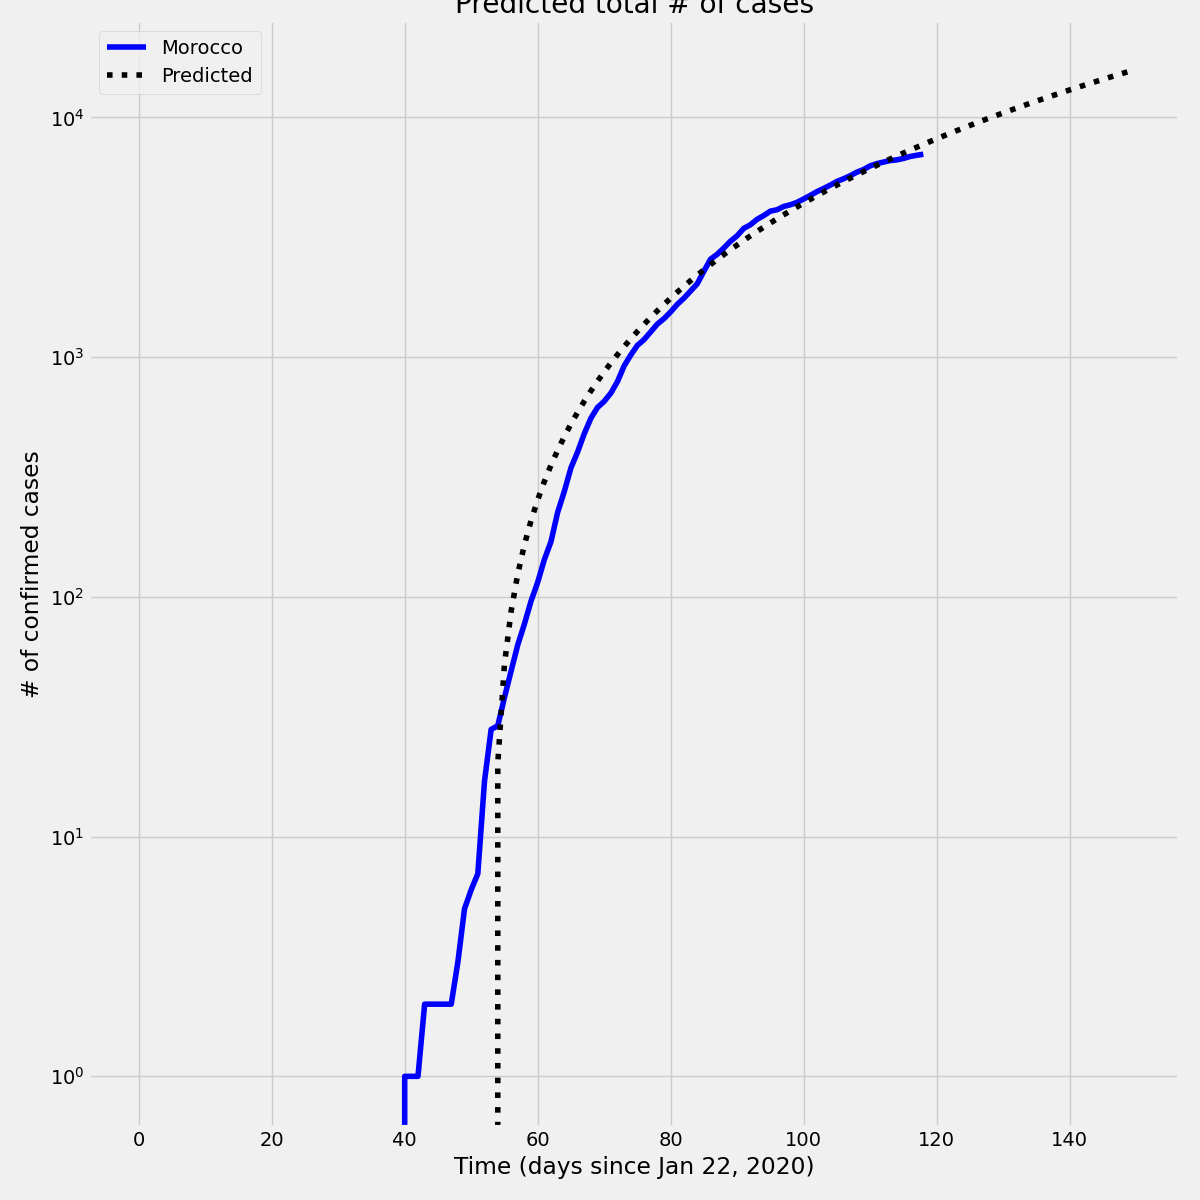 Predicted total # of cases
Morocco
Predicted
10⁴
10³
10²
10¹
10⁰
# of confirmed cases
0 20 40 60 80 100 120 140
Time (days since Jan 22, 2020)